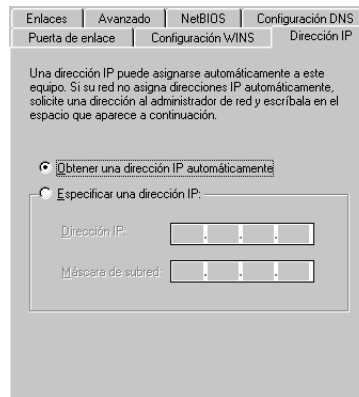 Enlaces Avanzado NetBIOS Configuración DNS
Puerta de enlace Configuración WINS Dirección IP
Una dirección IP puede asignarse automáticamente a este
equipo. Si su red no asigna direcciones IP automáticamente,
solicite una dirección al administrador de red y escríbala en el
espacio que aparece a continuación.
Obtener una dirección IP automáticamente
Especificar una dirección IP:
Dirección IP:
Máscara de subred: